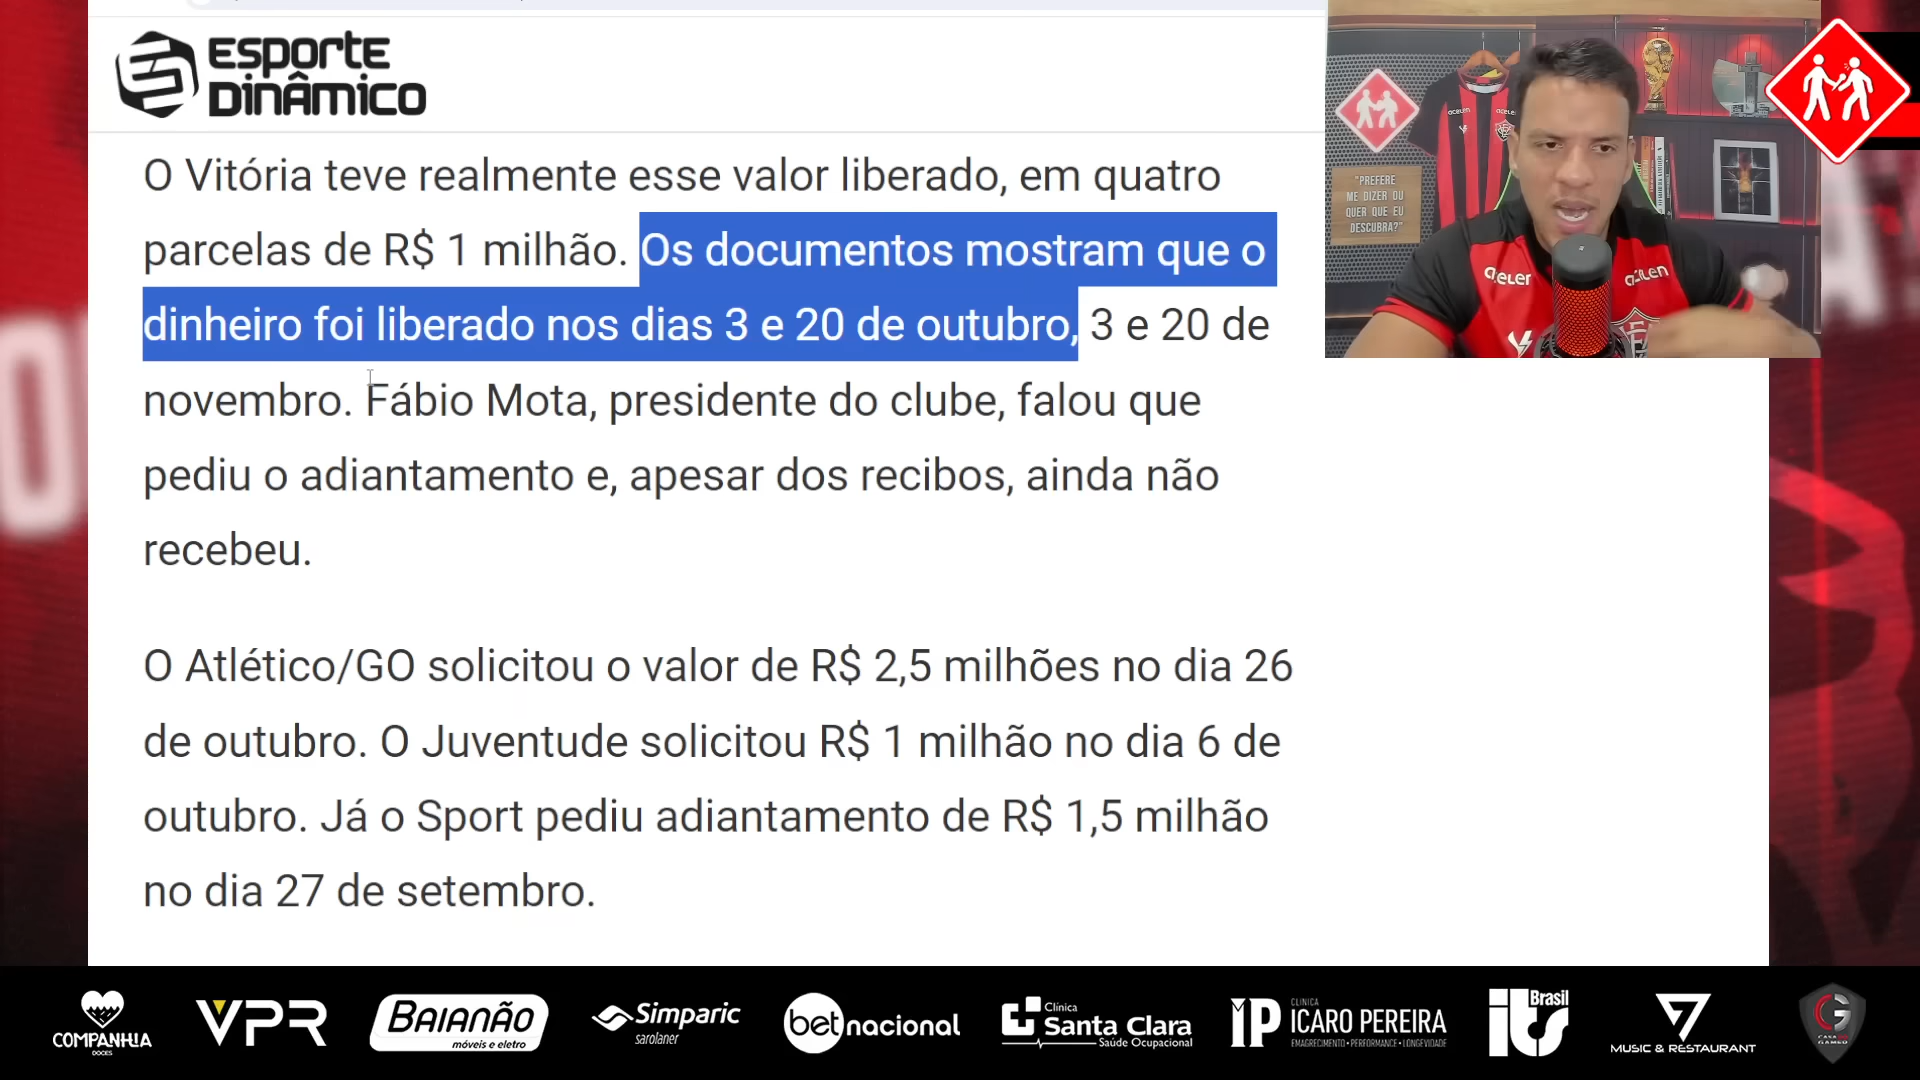 ESPORTE
DINÂMICO
O Vitória teve realmente esse valor liberado, em quatro
parcelas de R$ 1 milhão. Os documentos mostram que o
dinheiro foi liberado nos dias 3 e 20 de outubro, 3 e 20 de
novembro. Fábio Mota, presidente do clube, falou que
pediu o adiantamento e, apesar dos recibos, ainda não
recebeu.
O Atlético/GO solicitou o valor de R$ 2,5 milhões no dia 26
de outubro. O Juventude solicitou R$ 1 milhão no dia 6 de
outubro. Já o Sport pediu adiantamento de R$ 1,5 milhão
no dia 27 de setembro.
"PREFERE
ME DIZER OU
QUER QUE EU
DESCUBRA?"
acelen
COMPANHIA
DOCES
VPR
BAIANÃO
móveis e eletro
Simparic
sarolaner
betnacional
Clínica
Santa Clara
Saúde Ocupacional
IP
CLINICA
ICARO PEREIRA
EMAGRECIMENTO • PERFORMANCE • LONGEVIDADE
its
Brasil
MUSIC & RESTAURANT